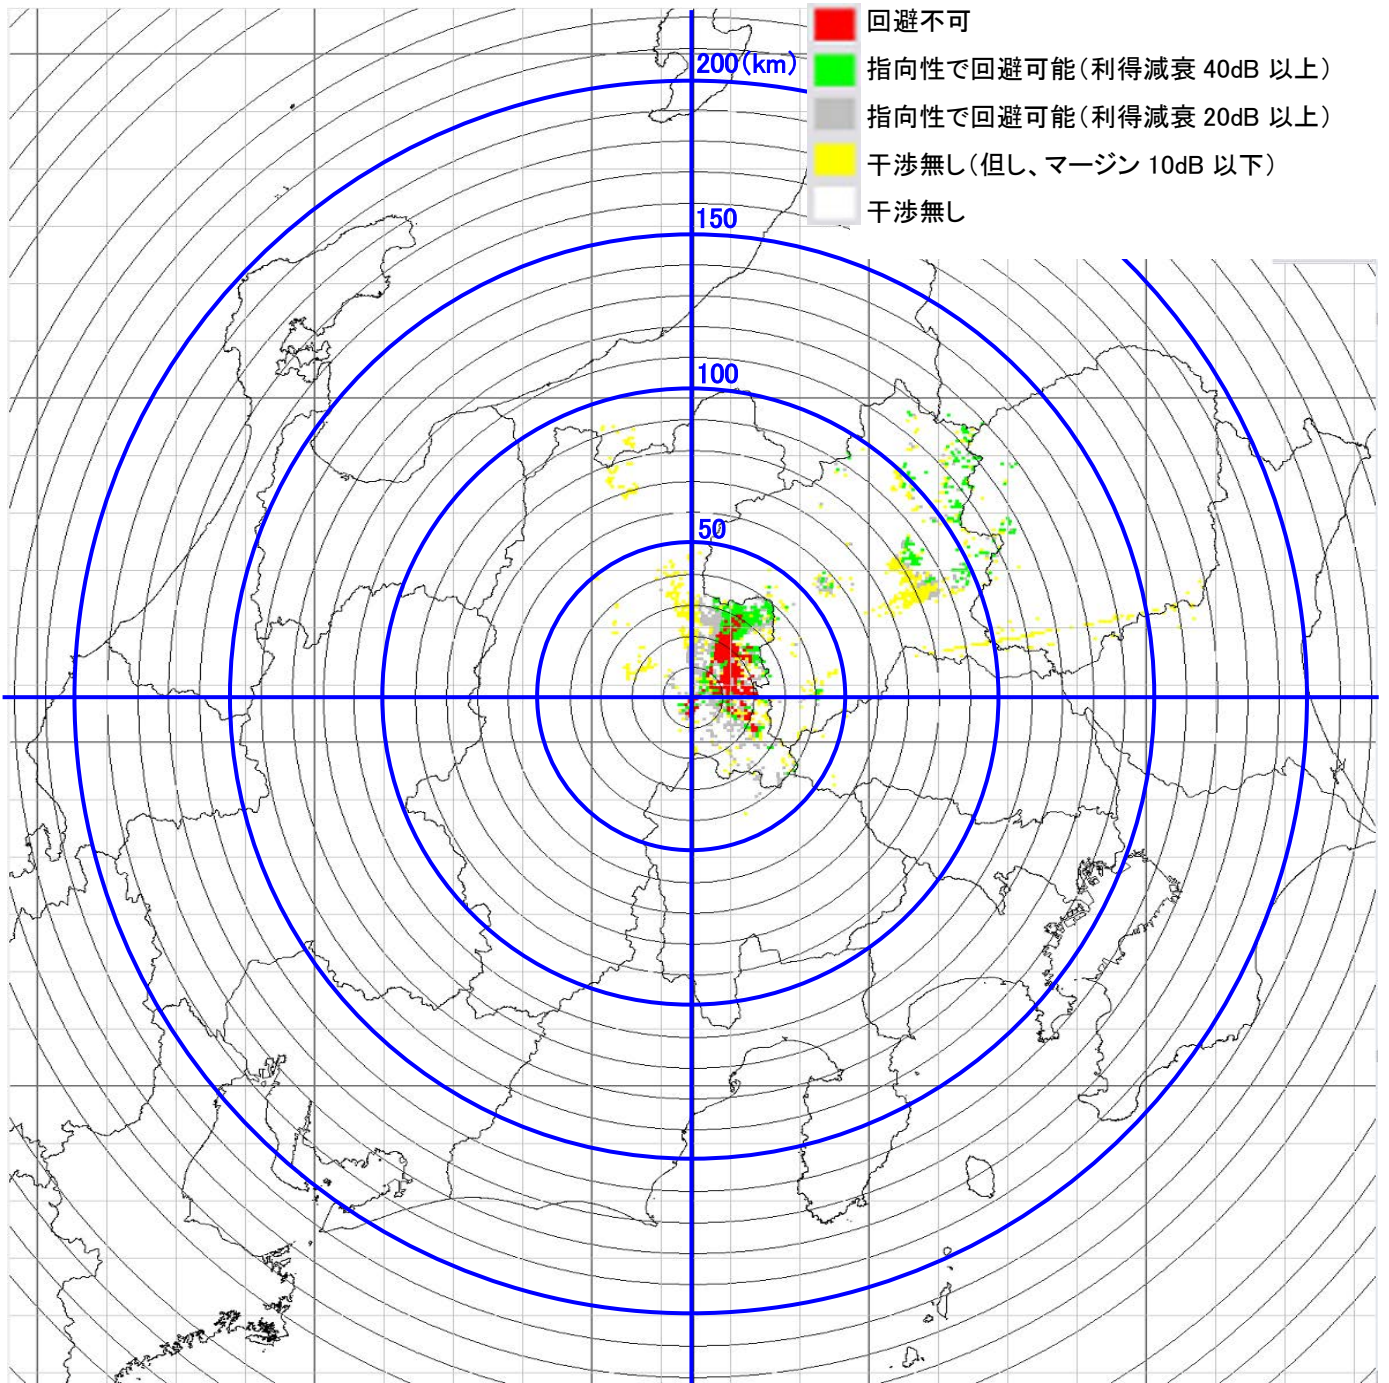 回避不可
指向性で回避可能(利得減衰 40dB 以上)
指向性で回避可能(利得減衰 20dB 以上)
干渉無し(但し、マージン 10dB 以下)
干渉無し
200(km)
150
100
50